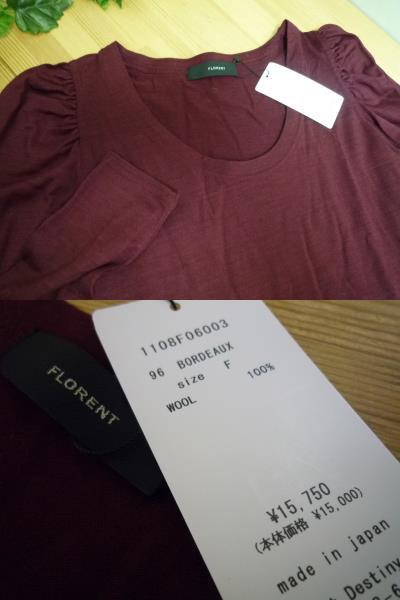 FLORENT
FLORENT
1108F06003
96 BORDEAUX
size F
WOOL 100%
¥15,750
(本体価格 ¥15,000)
made in japan
Destiny